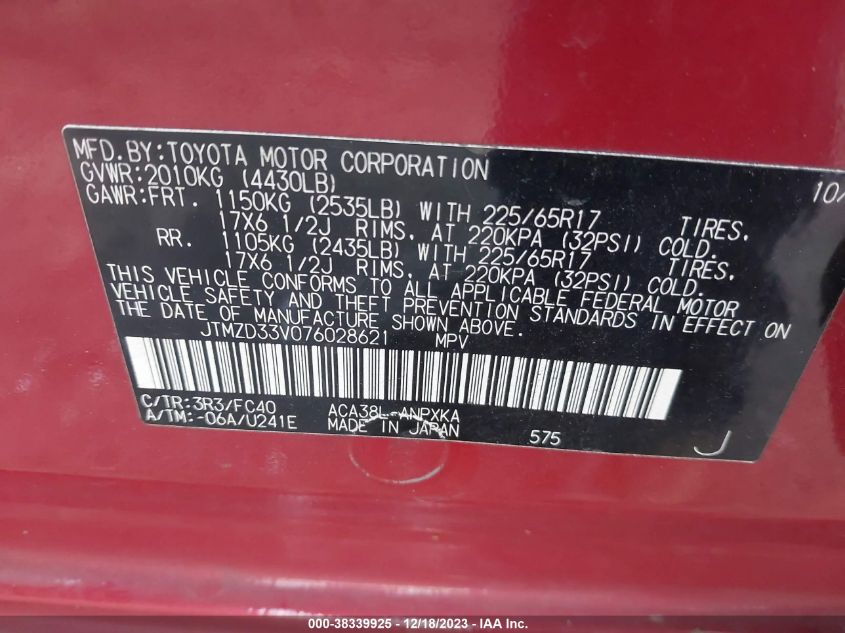 MFD.BY:TOYOTA MOTOR CORPORATION 10/
GVWR:2010KG (4430LB)
GAWR:FRT. 1150KG (2535LB) WITH 225/65R17 TIRES,
17X6 1/2J RIMS, AT 220KPA (32PSI) COLD.
RR. 1105KG (2435LB) WITH 225/65R17 TIRES,
17X6 1/2J RIMS, AT 220KPA (32PSI) COLD.
THIS VEHICLE CONFORMS TO ALL APPLICABLE FEDERAL MOTOR
VEHICLE SAFETY AND THEFT PREVENTION STANDARDS IN EFFECT ON
THE DATE OF MANUFACTURE SHOWN ABOVE.
JTMZD33V076028621 MPV
C/TR:3R3/FC40 ACA38L-ANPXKA
A/TM:-06A/U241E MADE IN JAPAN 575 J
000-38339925 - 12/18/2023 - IAA Inc.